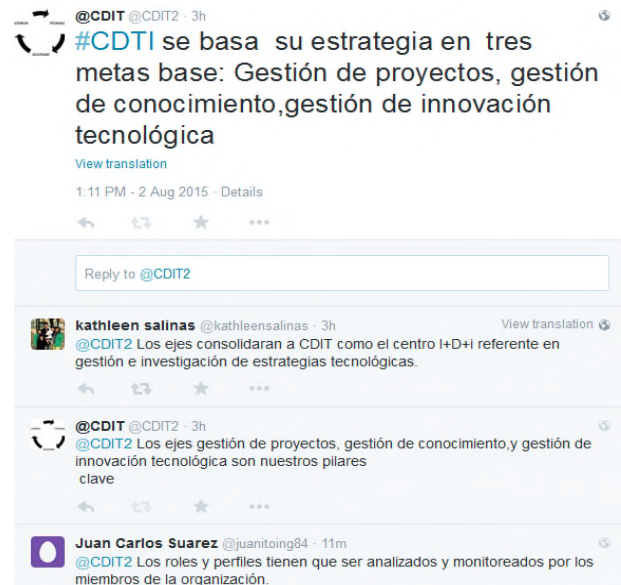 @CDIT @CDIT2 · 3h
#CDTI se basa su estrategia en tres
metas base: Gestión de proyectos, gestión
de conocimiento,gestión de innovación
tecnológica
View translation
1:11 PM - 2 Aug 2015 · Details
Reply to @CDIT2
kathleen salinas @kathleensalinas · 3h View translation
@CDIT2 Los ejes consolidaran a CDIT como el centro I+D+i referente en
gestión e investigación de estrategias tecnológicas.
@CDIT @CDIT2 · 3h
@CDIT2 Los ejes gestión de proyectos, gestión de conocimiento,y gestión de
innovación tecnológica son nuestros pilares
clave
Juan Carlos Suarez @juanitoing84 · 11m
@CDIT2 Los roles y perfiles tienen que ser analizados y monitoreados por los
miembros de la organización.